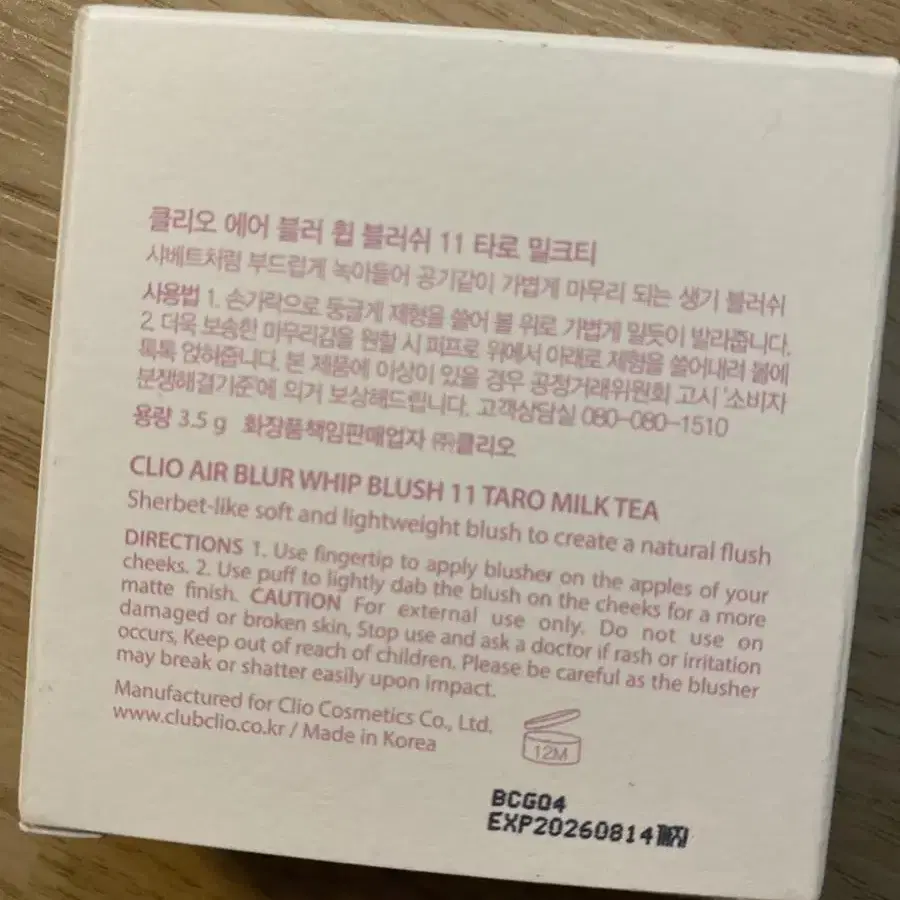 클리오 에어 블러 휩 블러쉬 11 타로 밀크티
샤베트처럼 부드럽게 녹아들어 공기같이 가볍게 마무리 되는 생기 블러쉬
사용법 1. 손가락으로 둥글게 제형을 쓸어 볼 위로 가볍게 밀듯이 발라줍니다.
2. 더욱 보송한 마무리감을 원할 시 퍼프로 위에서 아래로 제형을 쓸어내려 볼에
톡톡 얹혀줍니다. 본 제품에 이상이 있을 경우 공정거래위원회 고시 '소비자
분쟁해결기준'에 의거 보상해드립니다. 고객상담실 080-080-1510
용량 3.5 g 화장품책임판매업자 ㈜클리오
CLIO AIR BLUR WHIP BLUSH 11 TARO MILK TEA
Sherbet-like soft and lightweight blush to create a natural flush
DIRECTIONS 1. Use fingertip to apply blusher on the apples of your
cheeks. 2. Use puff to lightly dab the blush on the cheeks for a more
matte finish. CAUTION For external use only. Do not use on
damaged or broken skin, Stop use and ask a doctor if rash or irritation
occurs, Keep out of reach of children. Please be careful as the blusher
may break or shatter easily upon impact.
Manufactured for Clio Cosmetics Co., Ltd.
www.clubclio.co.kr / Made in Korea
12M
BCG04
EXP20260814까지